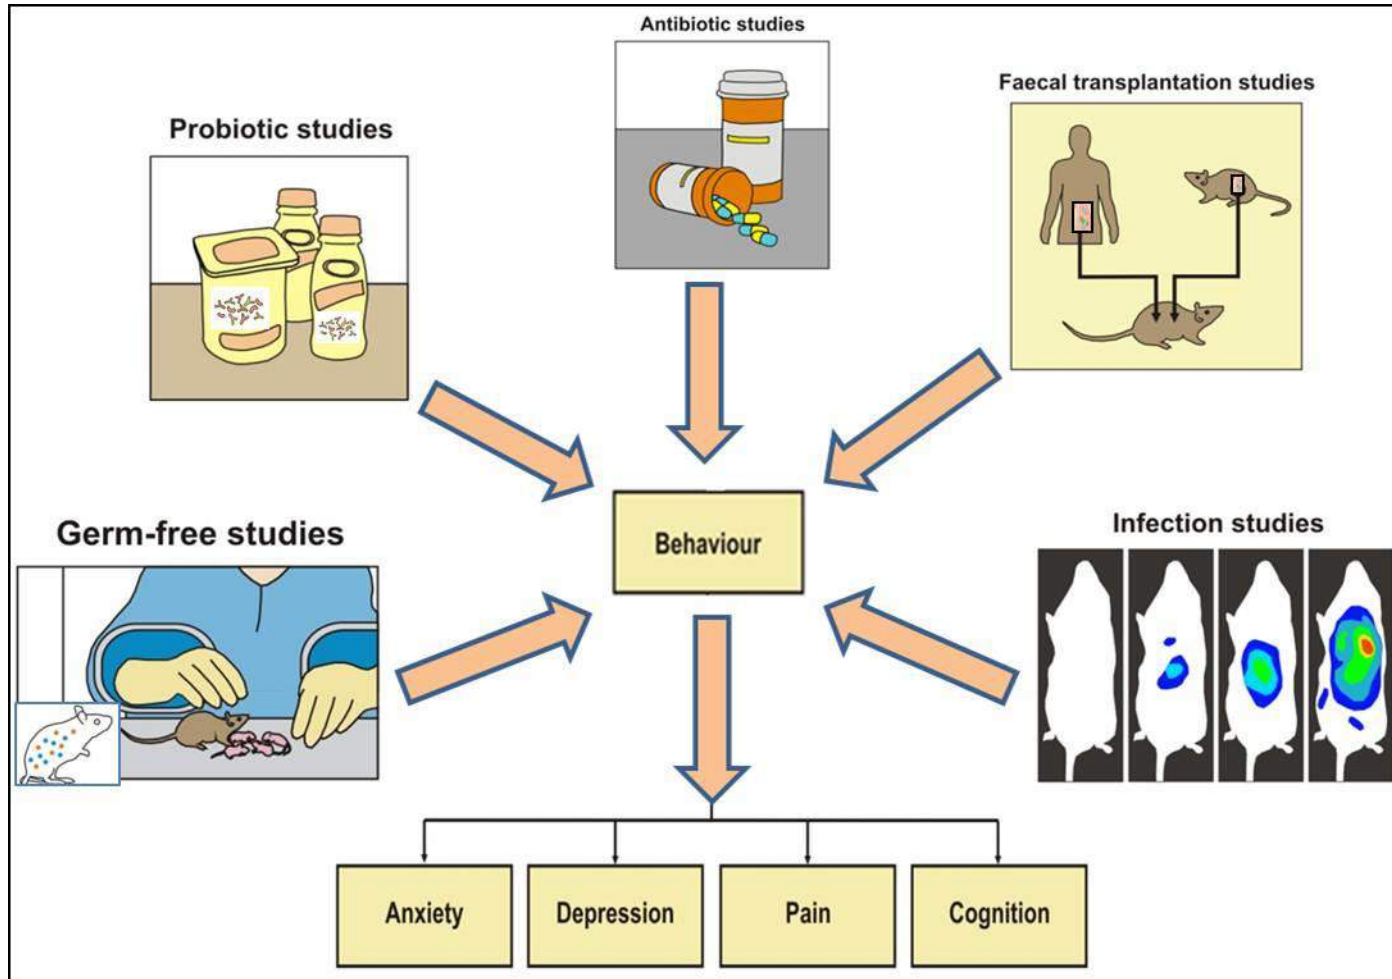 Antibiotic studies
Faecal transplantation studies
Probiotic studies
Behaviour
Germ-free studies
Infection studies
Anxiety
Depression
Pain
Cognition